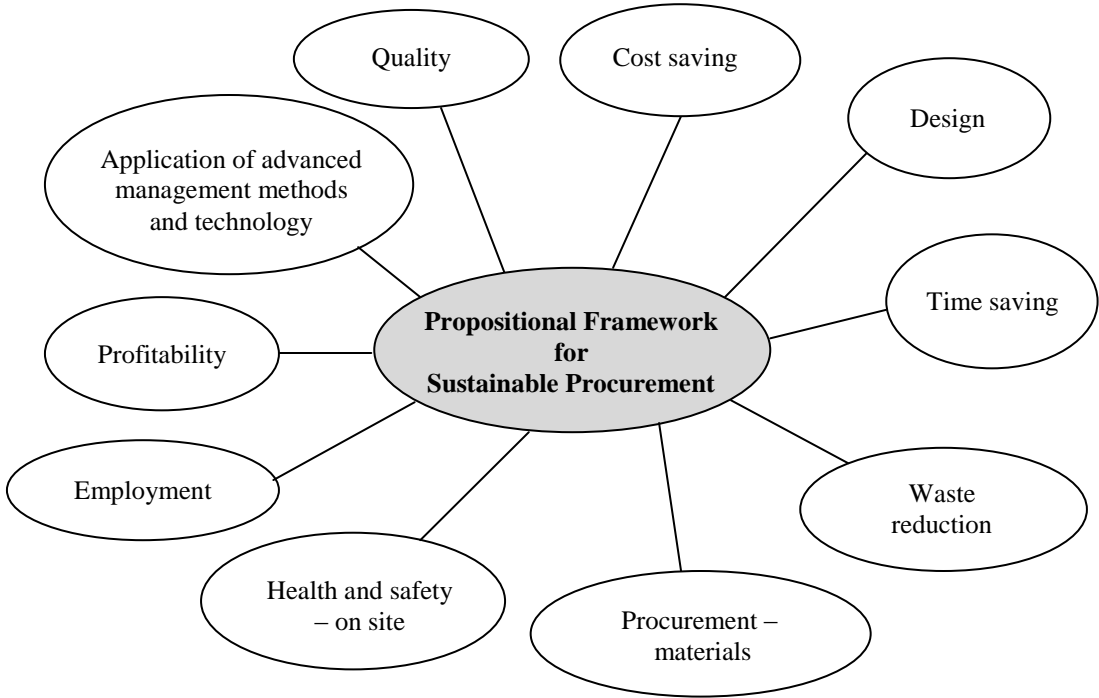 Quality
Cost saving
Design
Application of advanced
management methods
and technology
Time saving
Propositional Framework
for
Sustainable Procurement
Profitability
Employment
Waste
reduction
Health and safety
– on site
Procurement –
materials